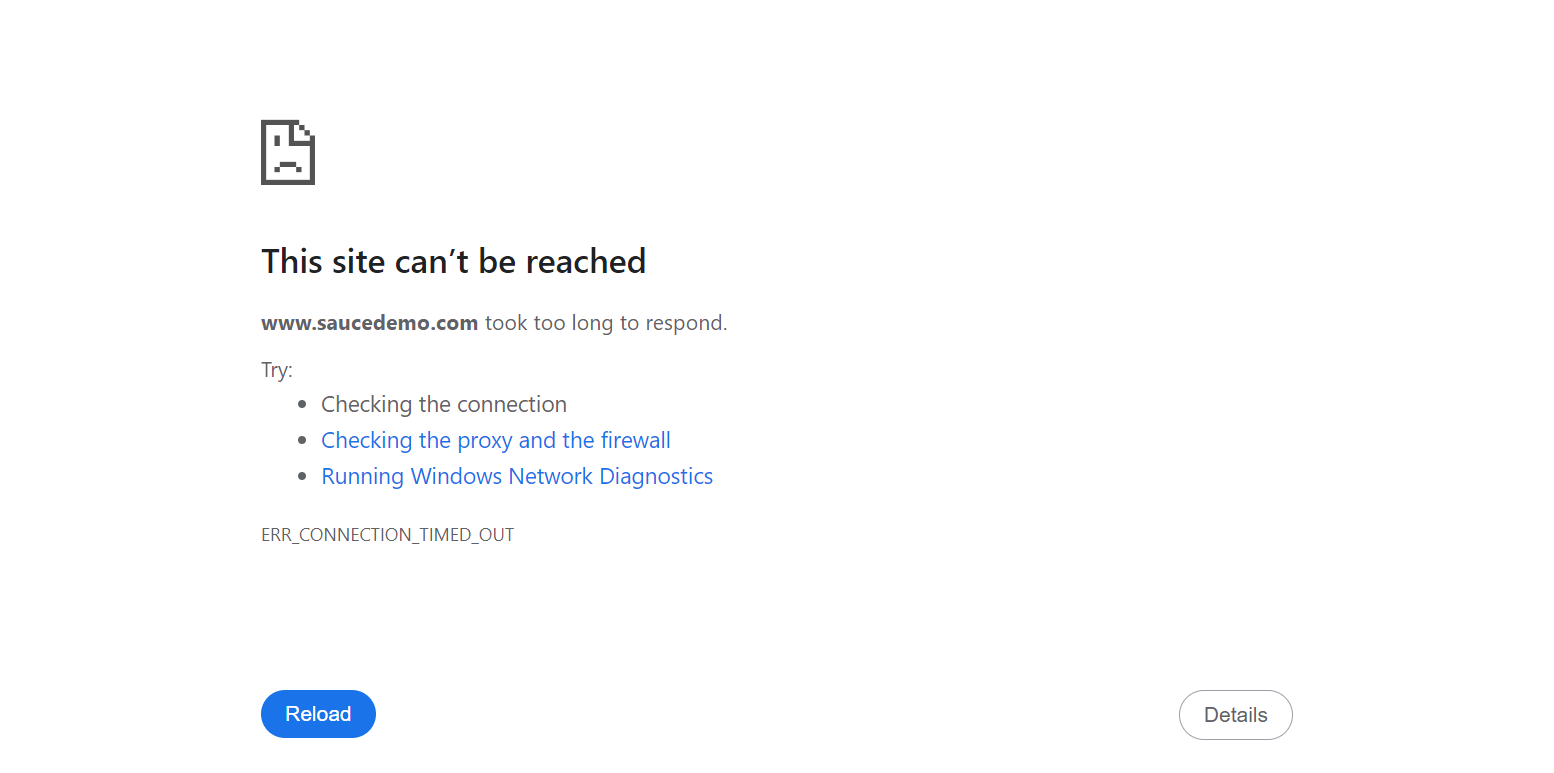 This site can’t be reached
www.saucedemo.com took too long to respond.
Try:
Checking the connection
Checking the proxy and the firewall
Running Windows Network Diagnostics
ERR_CONNECTION_TIMED_OUT
Reload
Details